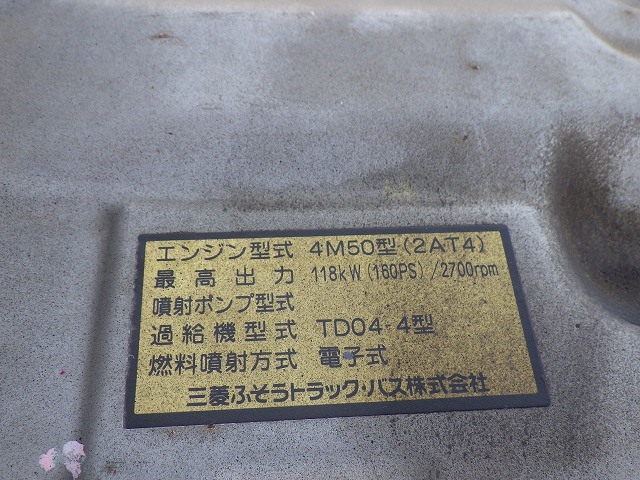 エンジン型式 4M50型(2AT4)
最高出力 118kW(160PS)/2700rpm
噴射ポンプ型式
過給機型式 TD04-4型
燃料噴射方式 電子式
三菱ふそうトラック・バス株式会社